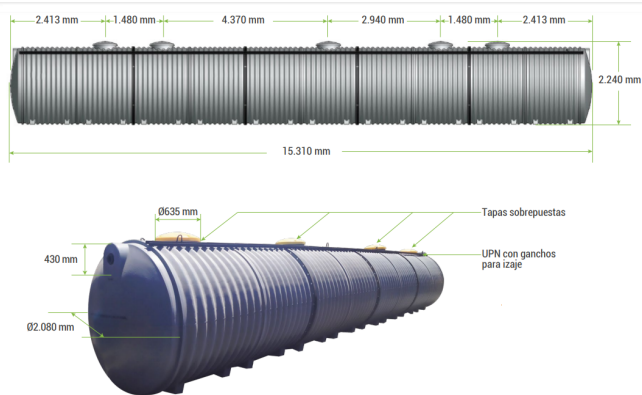 2.413 mm
1.480 mm
4.370 mm
2.940 mm
1.480 mm
2.413 mm
2.240 mm
15.310 mm
Ø635 mm
Tapas sobrepuestas
430 mm
UPN con ganchos
para izaje
Ø2.080 mm